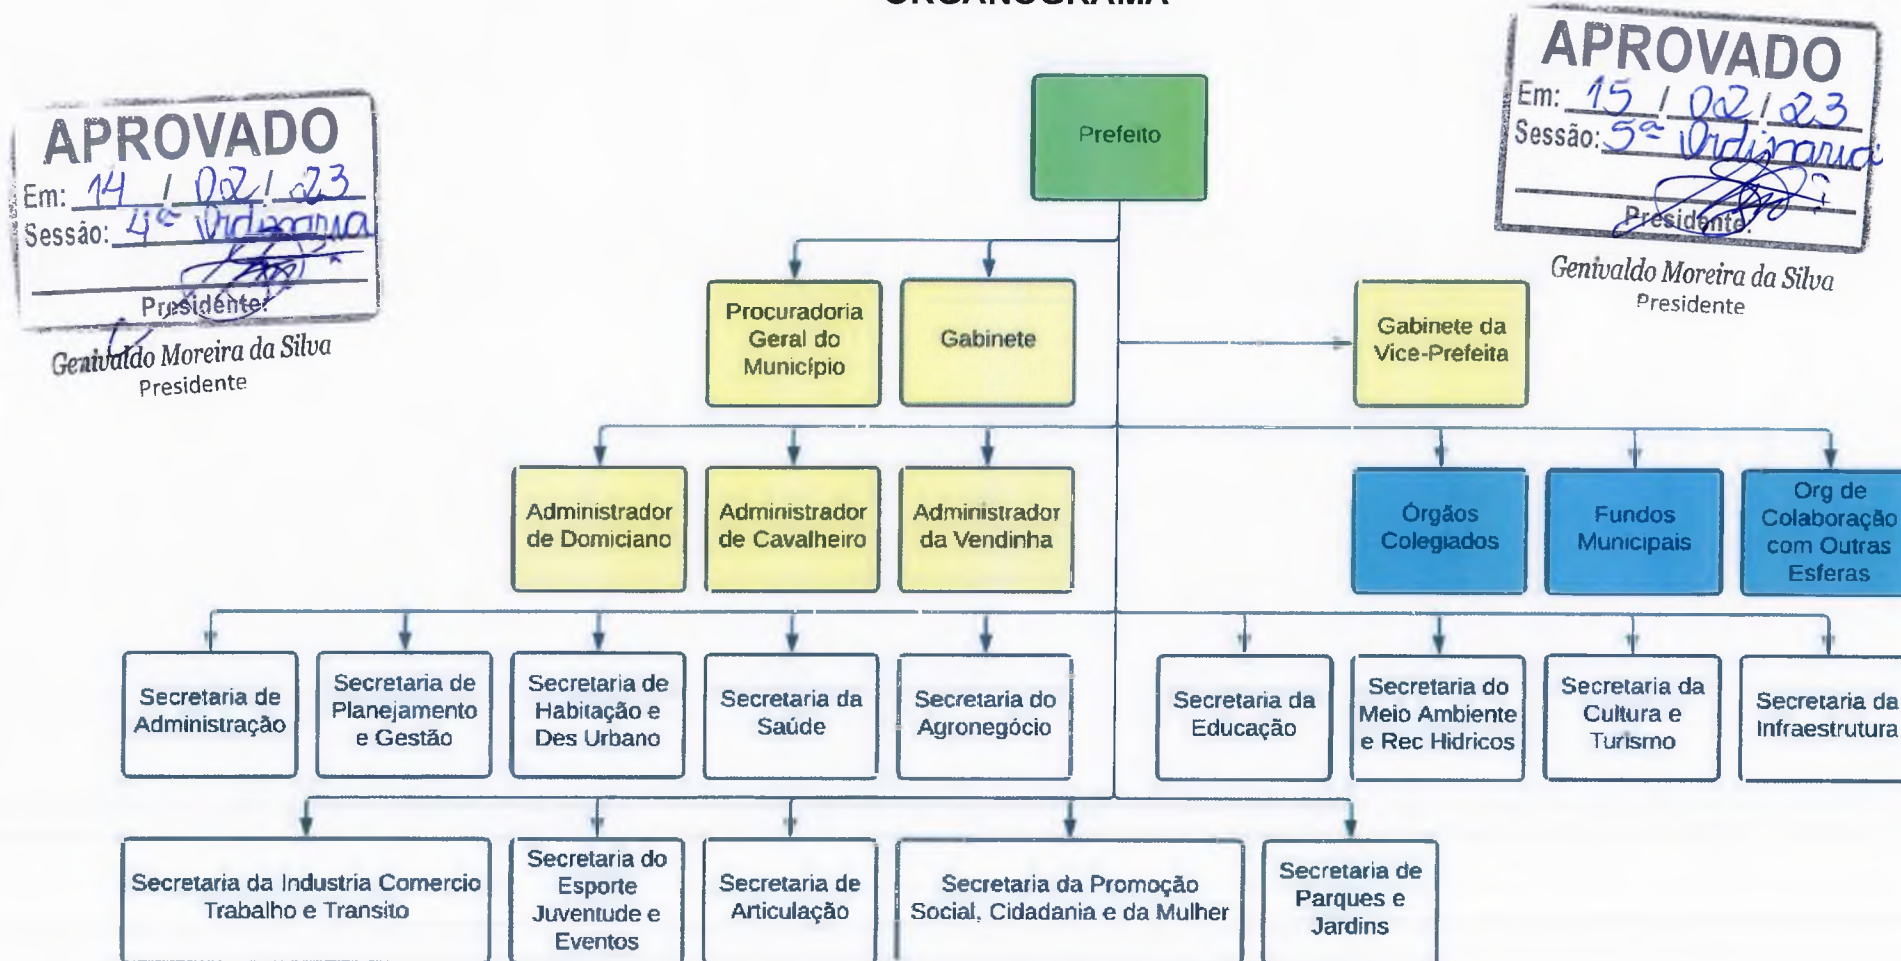 ORGANOGRAMA
APROVADO
Em: 14 / 02 / 23
Sessão: 4ª Ordinaria
Presidente.
Genivaldo Moreira da Silva
Presidente
APROVADO
Em: 15 / 02 / 23
Sessão: 5ª Ordinaria
Presidente.
Genivaldo Moreira da Silva
Presidente
Prefeito
Procuradoria
Geral do
Município
Gabinete
Gabinete da
Vice-Prefeita
Administrador
de Domiciano
Administrador
de Cavalheiro
Administrador
da Vendinha
Órgãos
Colegiados
Fundos
Municipais
Org de
Colaboração
com Outras
Esferas
Secretaria de
Administração
Secretaria de
Planejamento
e Gestão
Secretaria de
Habitação e
Des Urbano
Secretaria da
Saúde
Secretaria do
Agronegócio
Secretaria da
Educação
Secretaria do
Meio Ambiente
e Rec Hidricos
Secretaria da
Cultura e
Turismo
Secretaria da
Infraestrutura
Secretaria da Industria Comercio
Trabalho e Transito
Secretaria do
Esporte
Juventude e
Eventos
Secretaria de
Articulação
Secretaria da Promoção
Social, Cidadania e da Mulher
Secretaria de
Parques e
Jardins